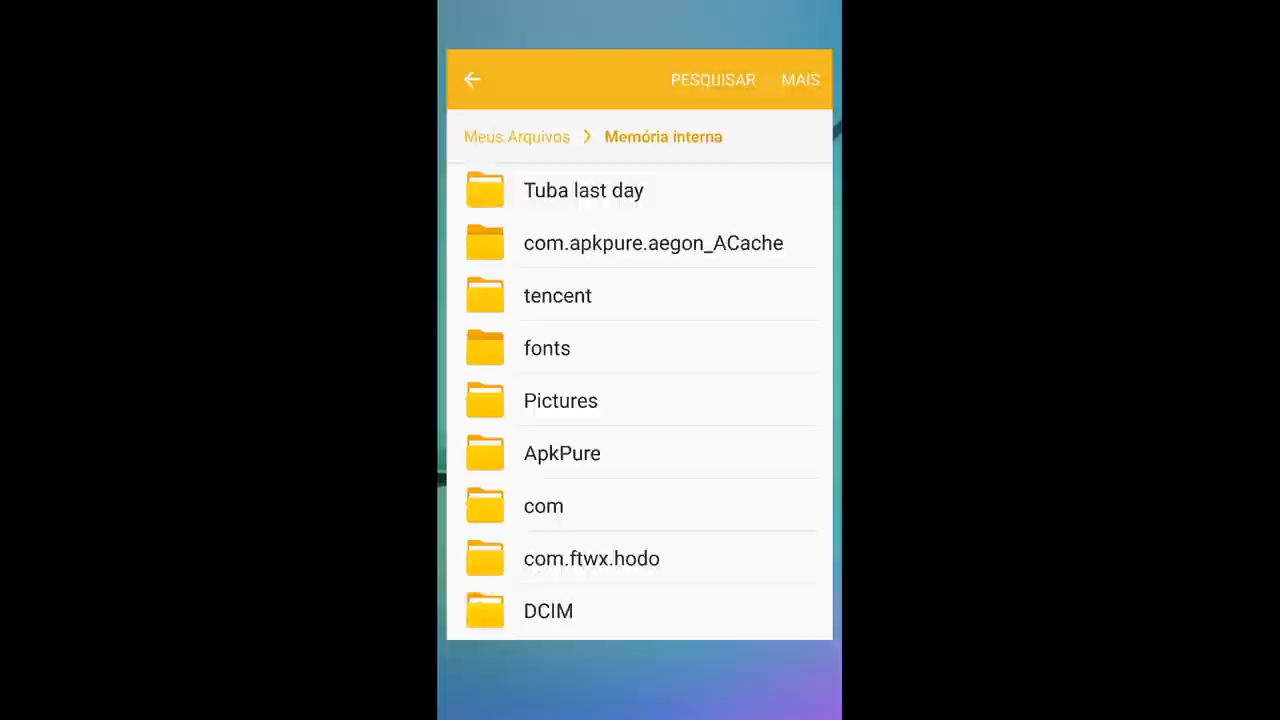 PESQUISAR MAIS
Meus Arquivos > Memória interna
Tuba last day
com.apkpure.aegon_ACache
tencent
fonts
Pictures
ApkPure
com
com.ftwx.hodo
DCIM